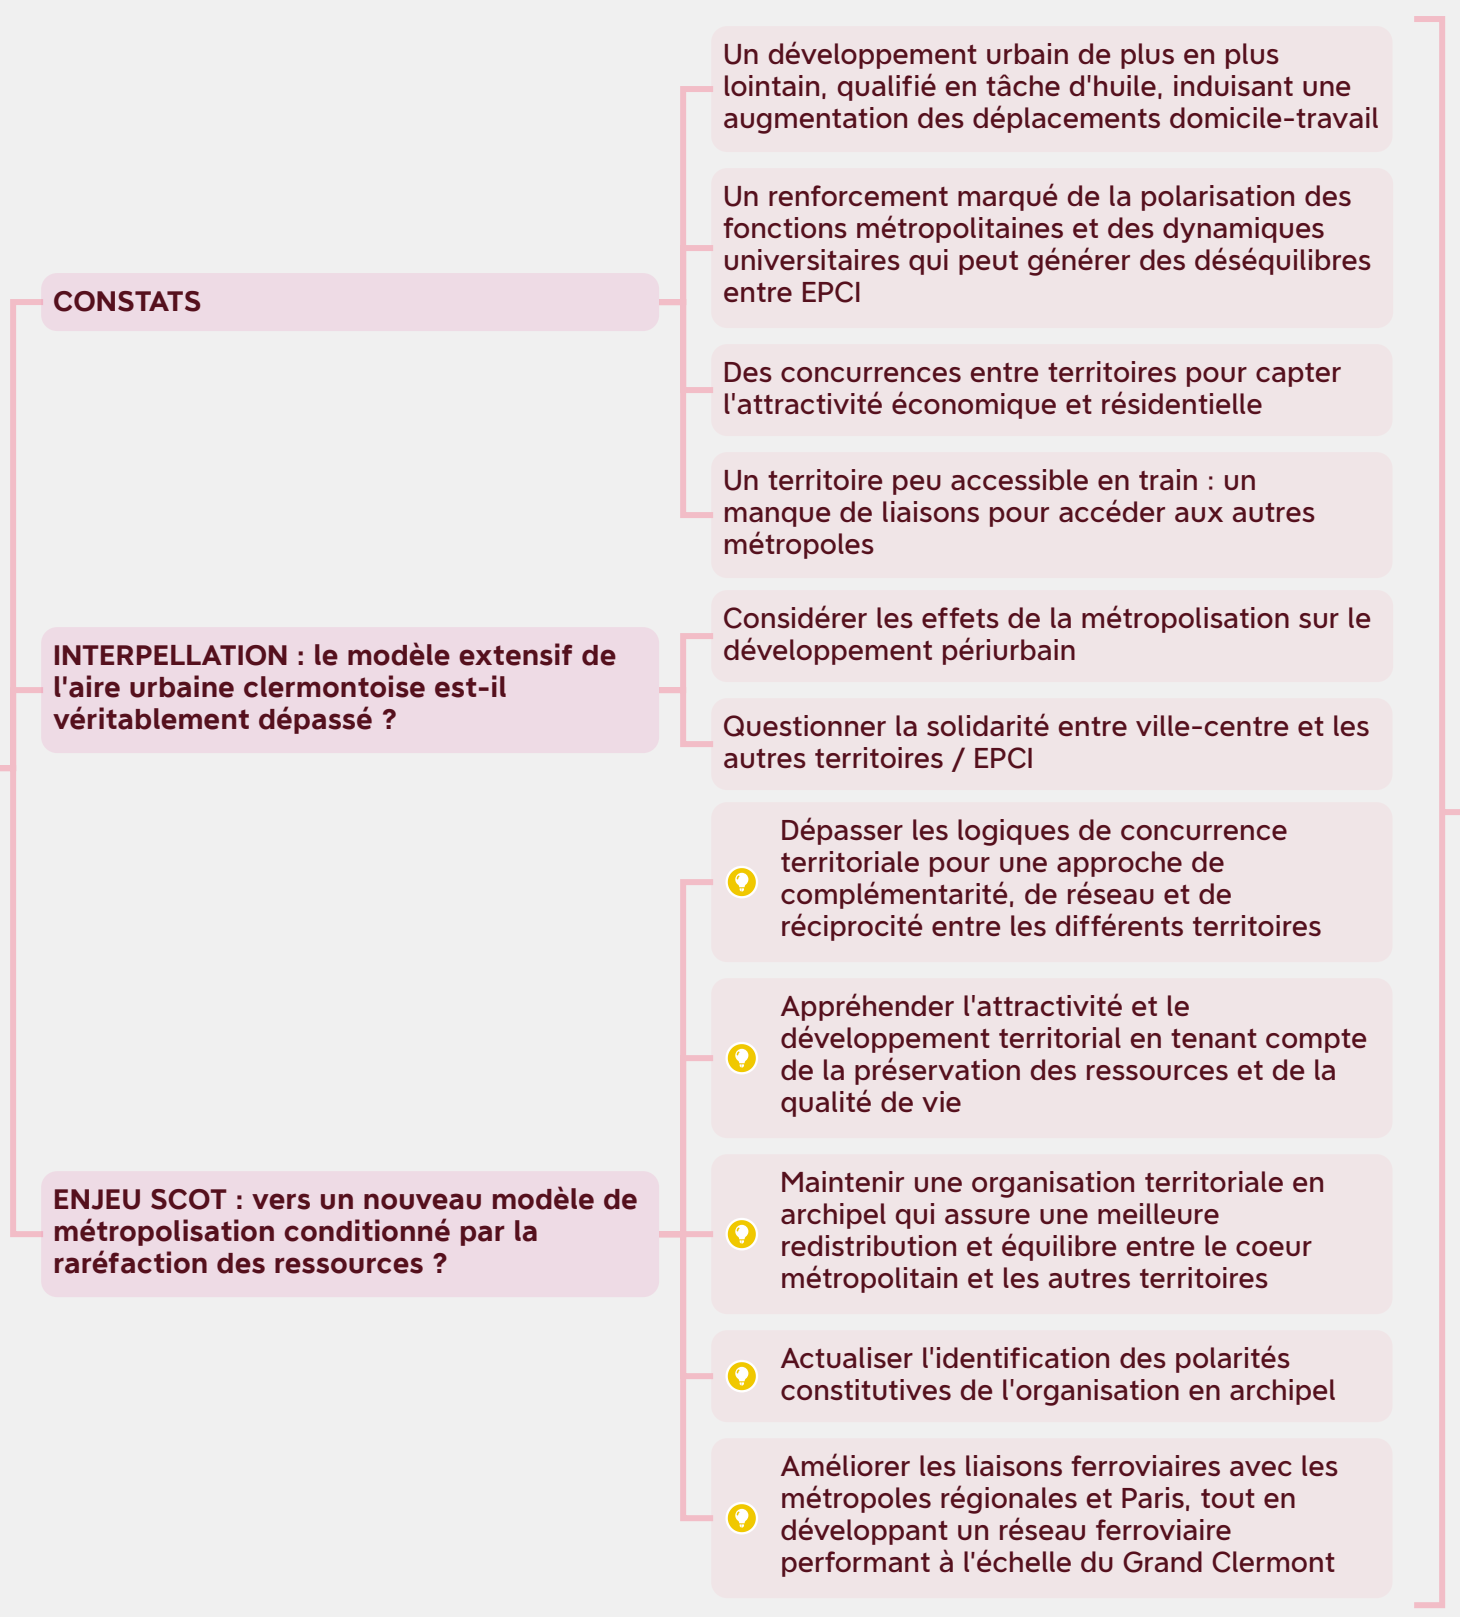 CONSTATS
Un développement urbain de plus en plus
lointain, qualifié en tâche d'huile, induisant une
augmentation des déplacements domicile-travail
Un renforcement marqué de la polarisation des
fonctions métropolitaines et des dynamiques
universitaires qui peut générer des déséquilibres
entre EPCI
Des concurrences entre territoires pour capter
l'attractivité économique et résidentielle
Un territoire peu accessible en train : un
manque de liaisons pour accéder aux autres
métropoles
INTERPELLATION : le modèle extensif de
l'aire urbaine clermontoise est-il
véritablement dépassé ?
Considérer les effets de la métropolisation sur le
développement périurbain
Questionner la solidarité entre ville-centre et les
autres territoires / EPCI
ENJEU SCOT : vers un nouveau modèle de
métropolisation conditionné par la
raréfaction des ressources ?
Dépasser les logiques de concurrence
territoriale pour une approche de
complémentarité, de réseau et de
réciprocité entre les différents territoires
Appréhender l'attractivité et le
développement territorial en tenant compte
de la préservation des ressources et de la
qualité de vie
Maintenir une organisation territoriale en
archipel qui assure une meilleure
redistribution et équilibre entre le coeur
métropolitain et les autres territoires
Actualiser l'identification des polarités
constitutives de l'organisation en archipel
Améliorer les liaisons ferroviaires avec les
métropoles régionales et Paris, tout en
développant un réseau ferroviaire
performant à l'échelle du Grand Clermont